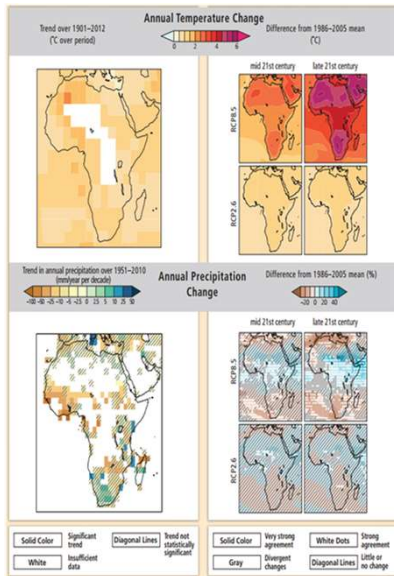 Annual Temperature Change
Trend over 1901–2012
(°C over period)
0 2 4 6
Difference from 1986–2005 mean
(°C)
mid 21st century
late 21st century
RCP8.5
RCP2.6
Trend in annual precipitation over 1951–2010
(mm/year per decade)
Annual Precipitation
Change
Difference from 1986–2005 mean (%)
-20 0 20 40
mid 21st century
late 21st century
RCP8.5
RCP2.6
Solid Color
Significant
trend
Diagonal Lines
Trend not
statistically
significant
White
Insufficient
data
Solid Color
Very strong
agreement
White Dots
Strong
agreement
Gray
Divergent
changes
Diagonal Lines
Little or
no change